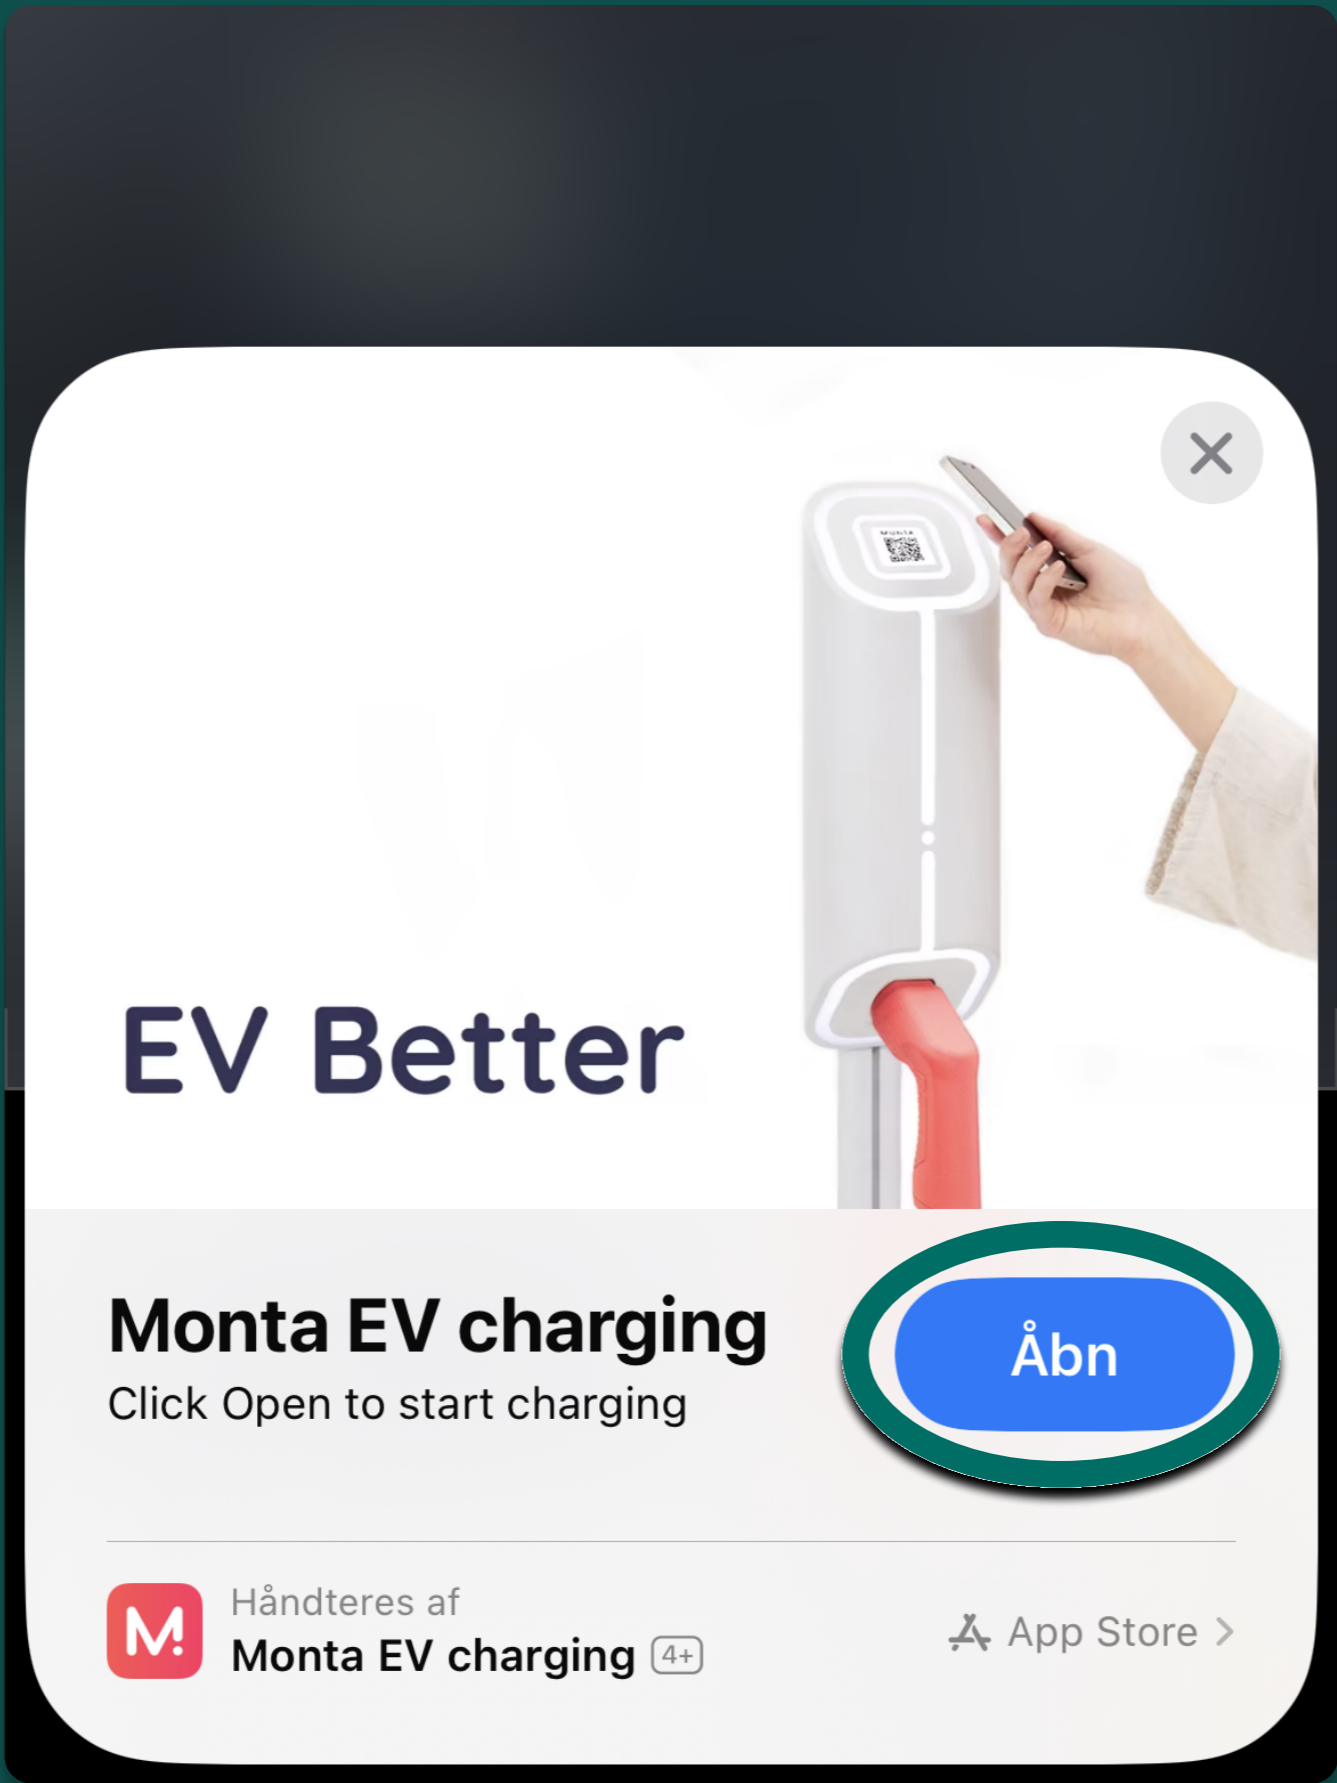 MONTA
EV Better
Monta EV charging
Click Open to start charging
Åbn
M.
Håndteres af
Monta EV charging 4+
App Store